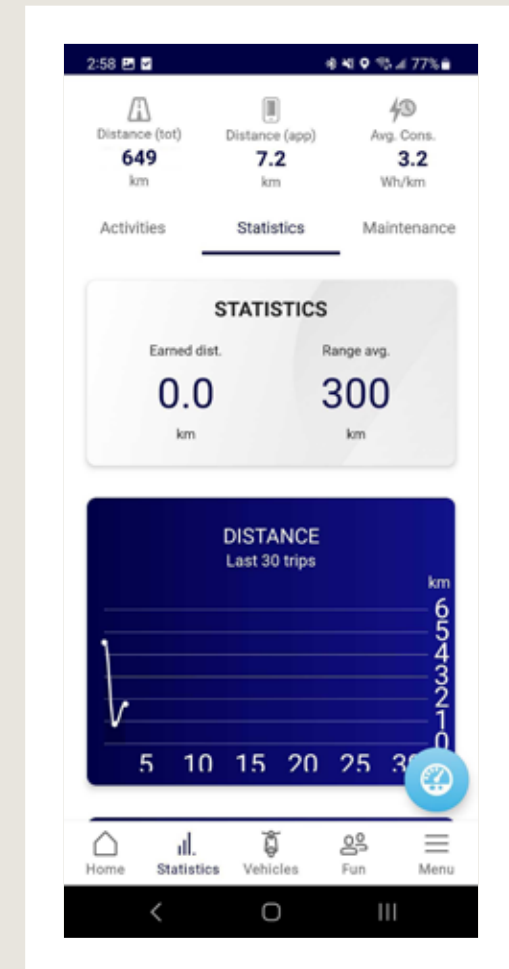 2:58 77%
Distance (tot) Distance (app) Avg. Cons.
649 7.2 3.2
km km Wh/km
Activities Statistics Maintenance
STATISTICS
Earned dist. Range avg.
0.0 300
km km
DISTANCE
Last 30 trips
km
6
5
4
3
2
1
0
5 10 15 20 25
Home Statistics Vehicles Fun Menu